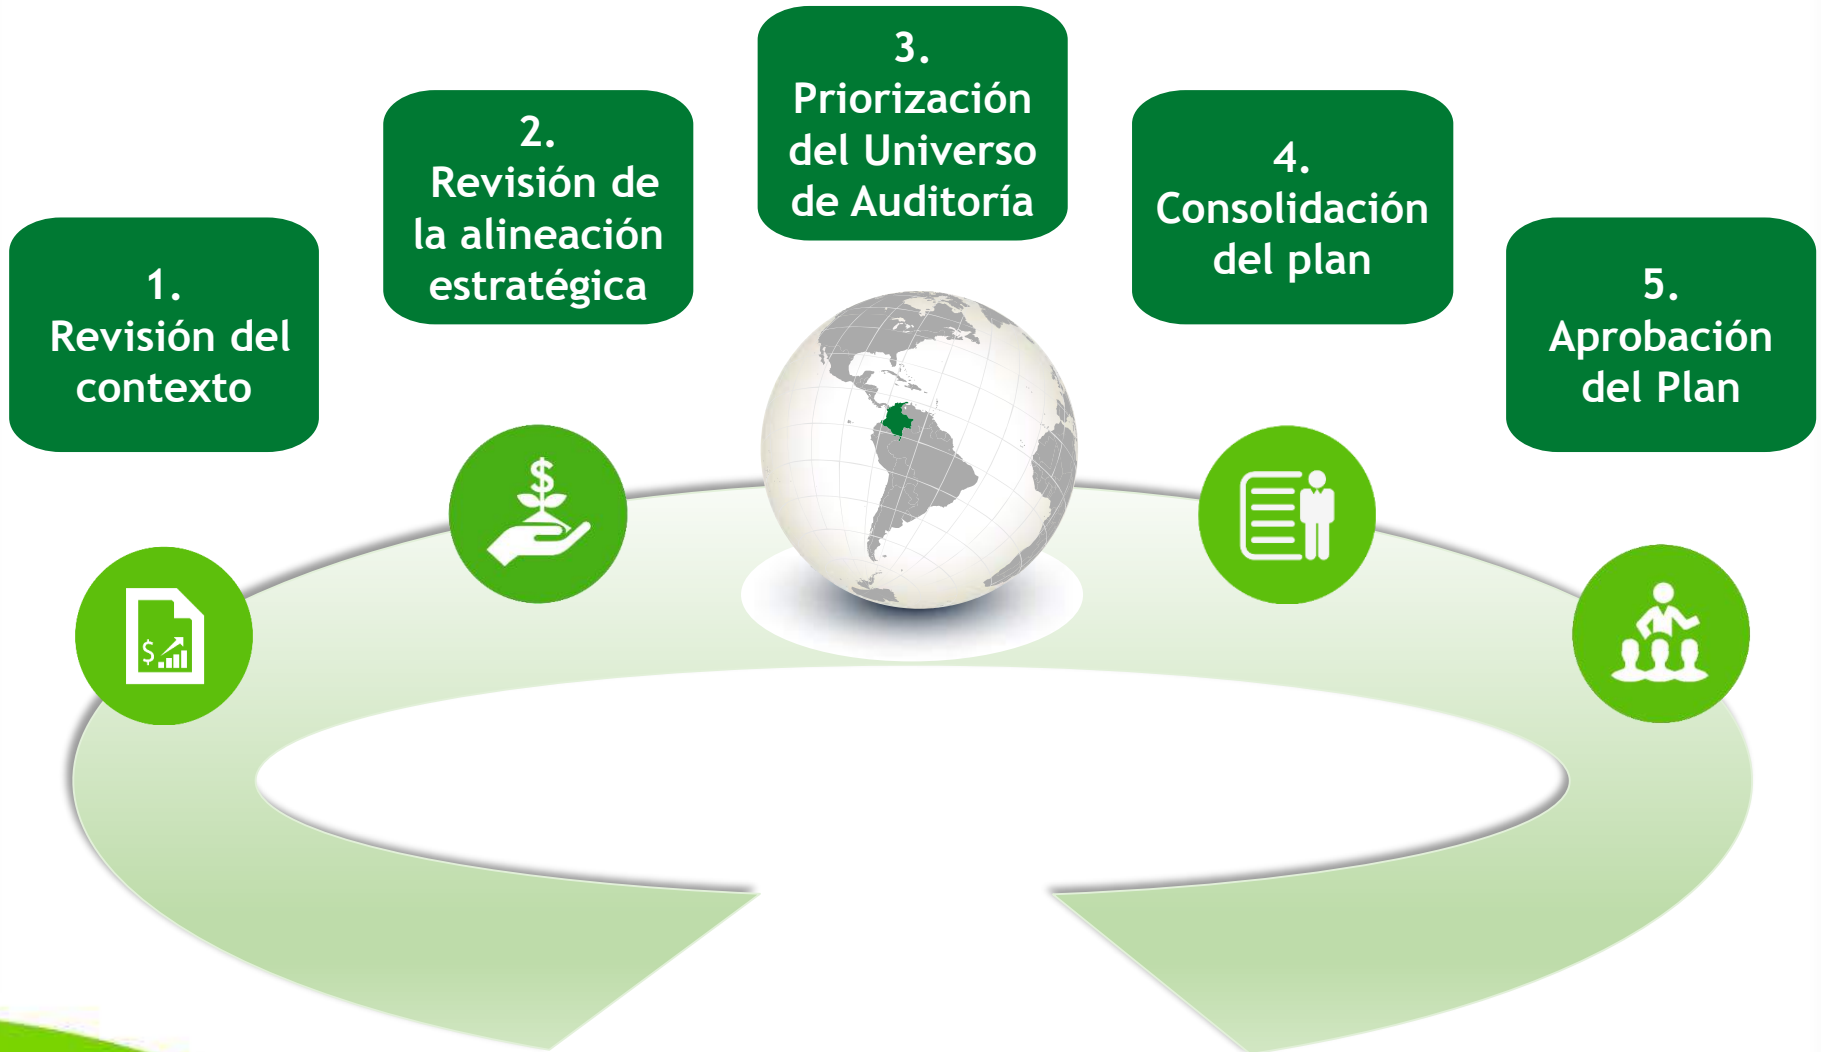 1.
Revisión del
contexto
2.
Revisión de
la alineación
estratégica
3.
Priorización
del Universo
de Auditoría
4.
Consolidación
del plan
5.
Aprobación
del Plan
$
$